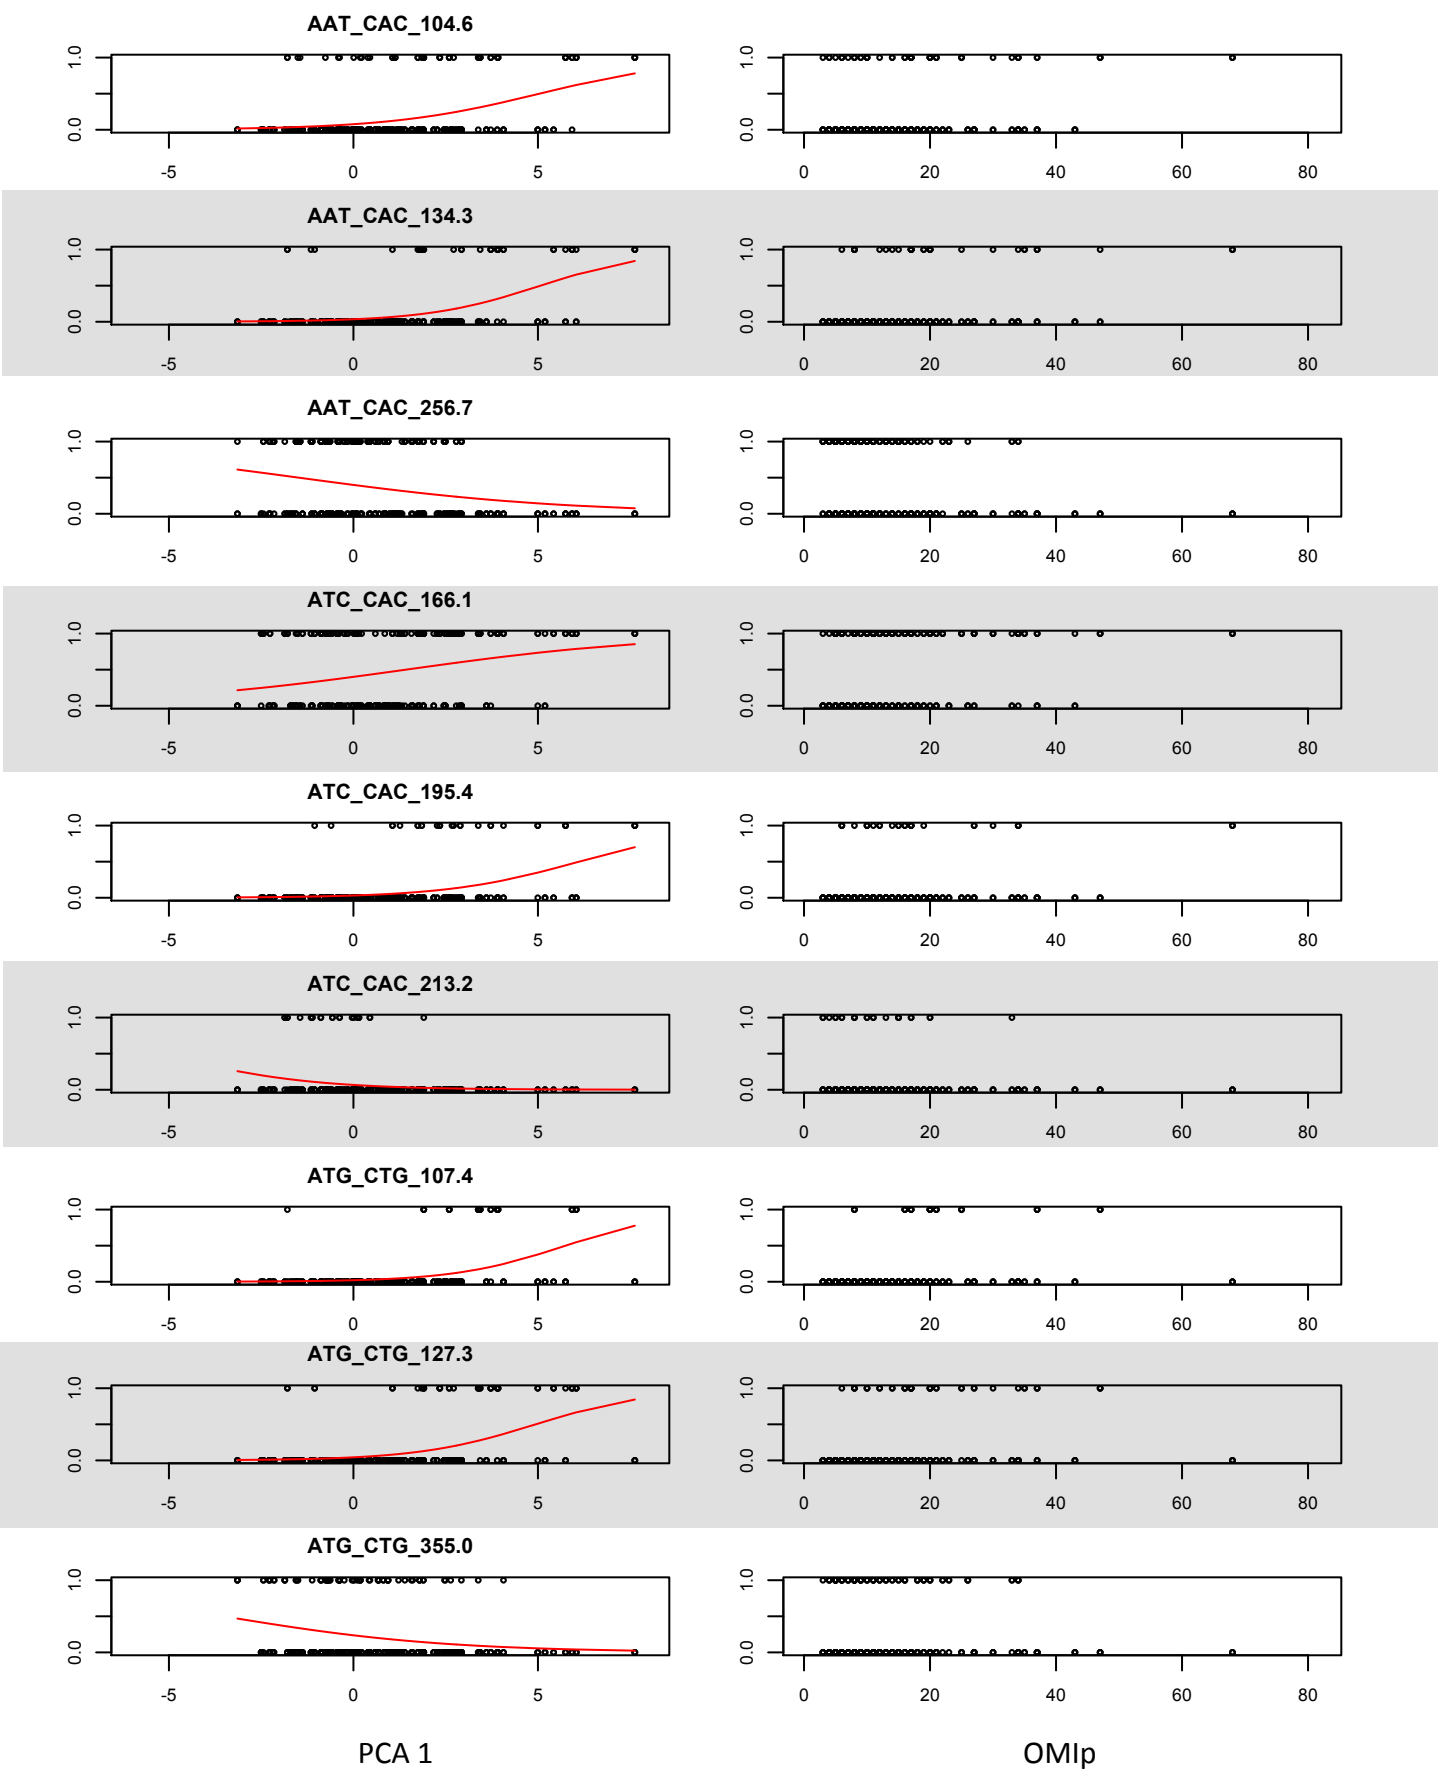 AAT_CAC_104.6
0.0 1.0 0.0 1.0
-5 0 5 0 20 40 60 80
AAT_CAC_134.3
0.0 1.0 0.0 1.0
-5 0 5 0 20 40 60 80
AAT_CAC_256.7
0.0 1.0 0.0 1.0
-5 0 5 0 20 40 60 80
ATC_CAC_166.1
0.0 1.0 0.0 1.0
-5 0 5 0 20 40 60 80
ATC_CAC_195.4
0.0 1.0 0.0 1.0
-5 0 5 0 20 40 60 80
ATC_CAC_213.2
0.0 1.0 0.0 1.0
-5 0 5 0 20 40 60 80
ATG_CTG_107.4
0.0 1.0 0.0 1.0
-5 0 5 0 20 40 60 80
ATG_CTG_127.3
0.0 1.0 0.0 1.0
-5 0 5 0 20 40 60 80
ATG_CTG_355.0
0.0 1.0 0.0 1.0
-5 0 5 0 20 40 60 80
PCA 1 OMIp